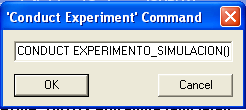 'Conduct Experiment' Command
CONDUCT EXPERIMENTO_SIMULACION()
OK
Cancel